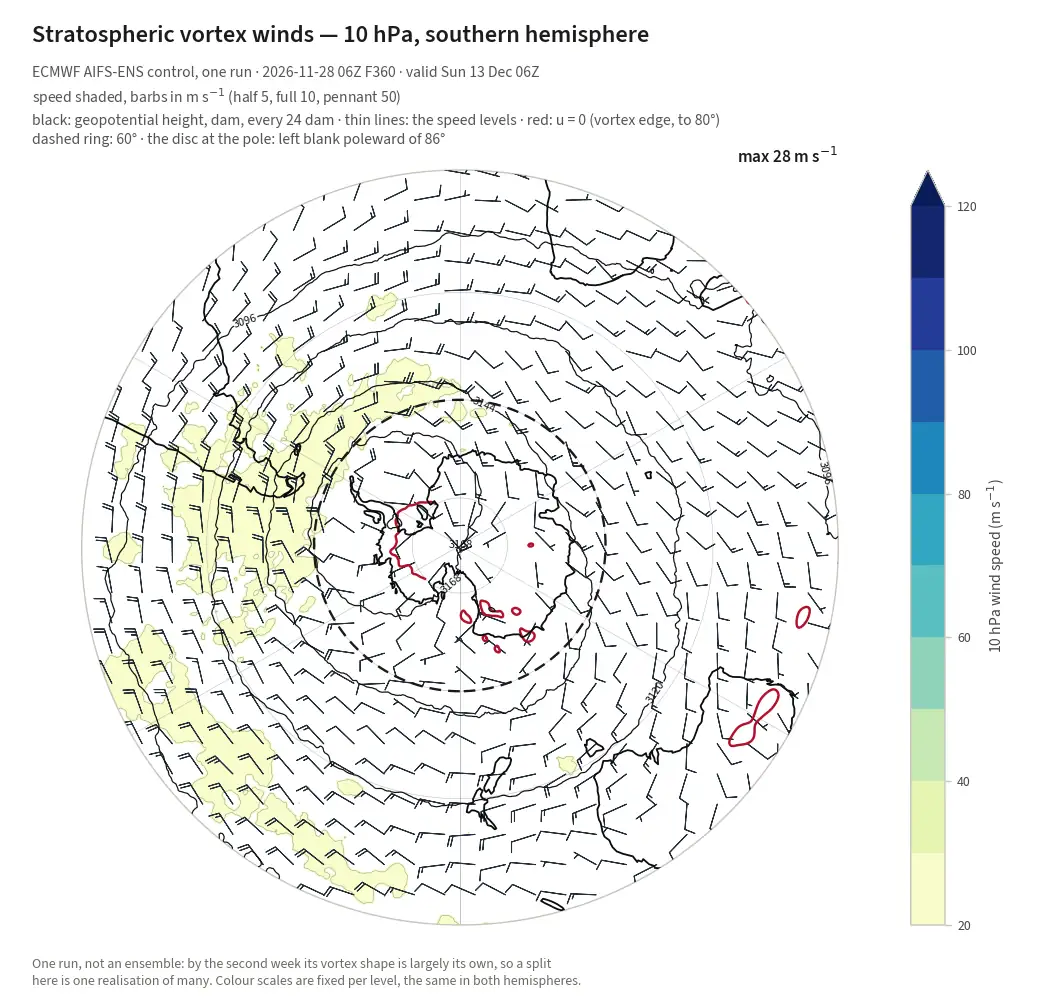 Stratospheric vortex winds — 10 hPa, southern hemisphere
ECMWF AIFS-ENS control, one run · 2026-11-28 06Z F360 · valid Sun 13 Dec 06Z
speed shaded, barbs in m s⁻¹ (half 5, full 10, pennant 50)
black: geopotential height, dam, every 24 dam · thin lines: the speed levels · red: u = 0 (vortex edge, to 80°)
dashed ring: 60° · the disc at the pole: left blank poleward of 86°
max 28 m s⁻¹
120
100
80
60
40
20
10 hPa wind speed (m s⁻¹)
3096
3144
3096
3168
3168
3120
One run, not an ensemble: by the second week its vortex shape is largely its own, so a split
here is one realisation of many. Colour scales are fixed per level, the same in both hemispheres.